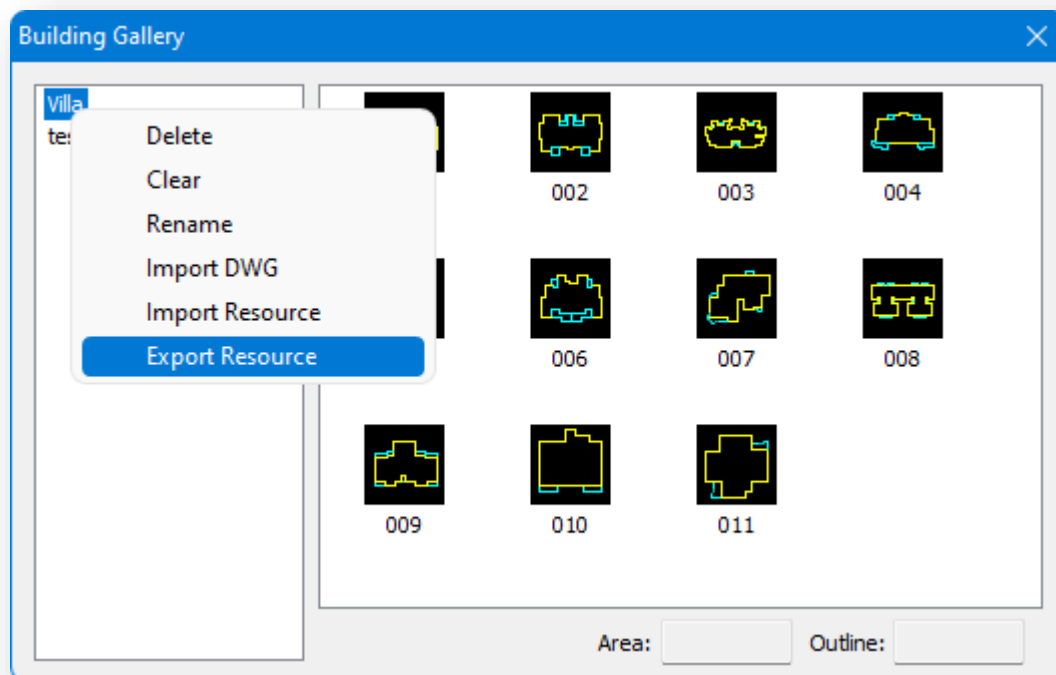 Building Gallery
Villa
tes
Delete
Clear
Rename
Import DWG
Import Resource
Export Resource
002
003
004
006
007
008
009
010
011
Area:
Outline: